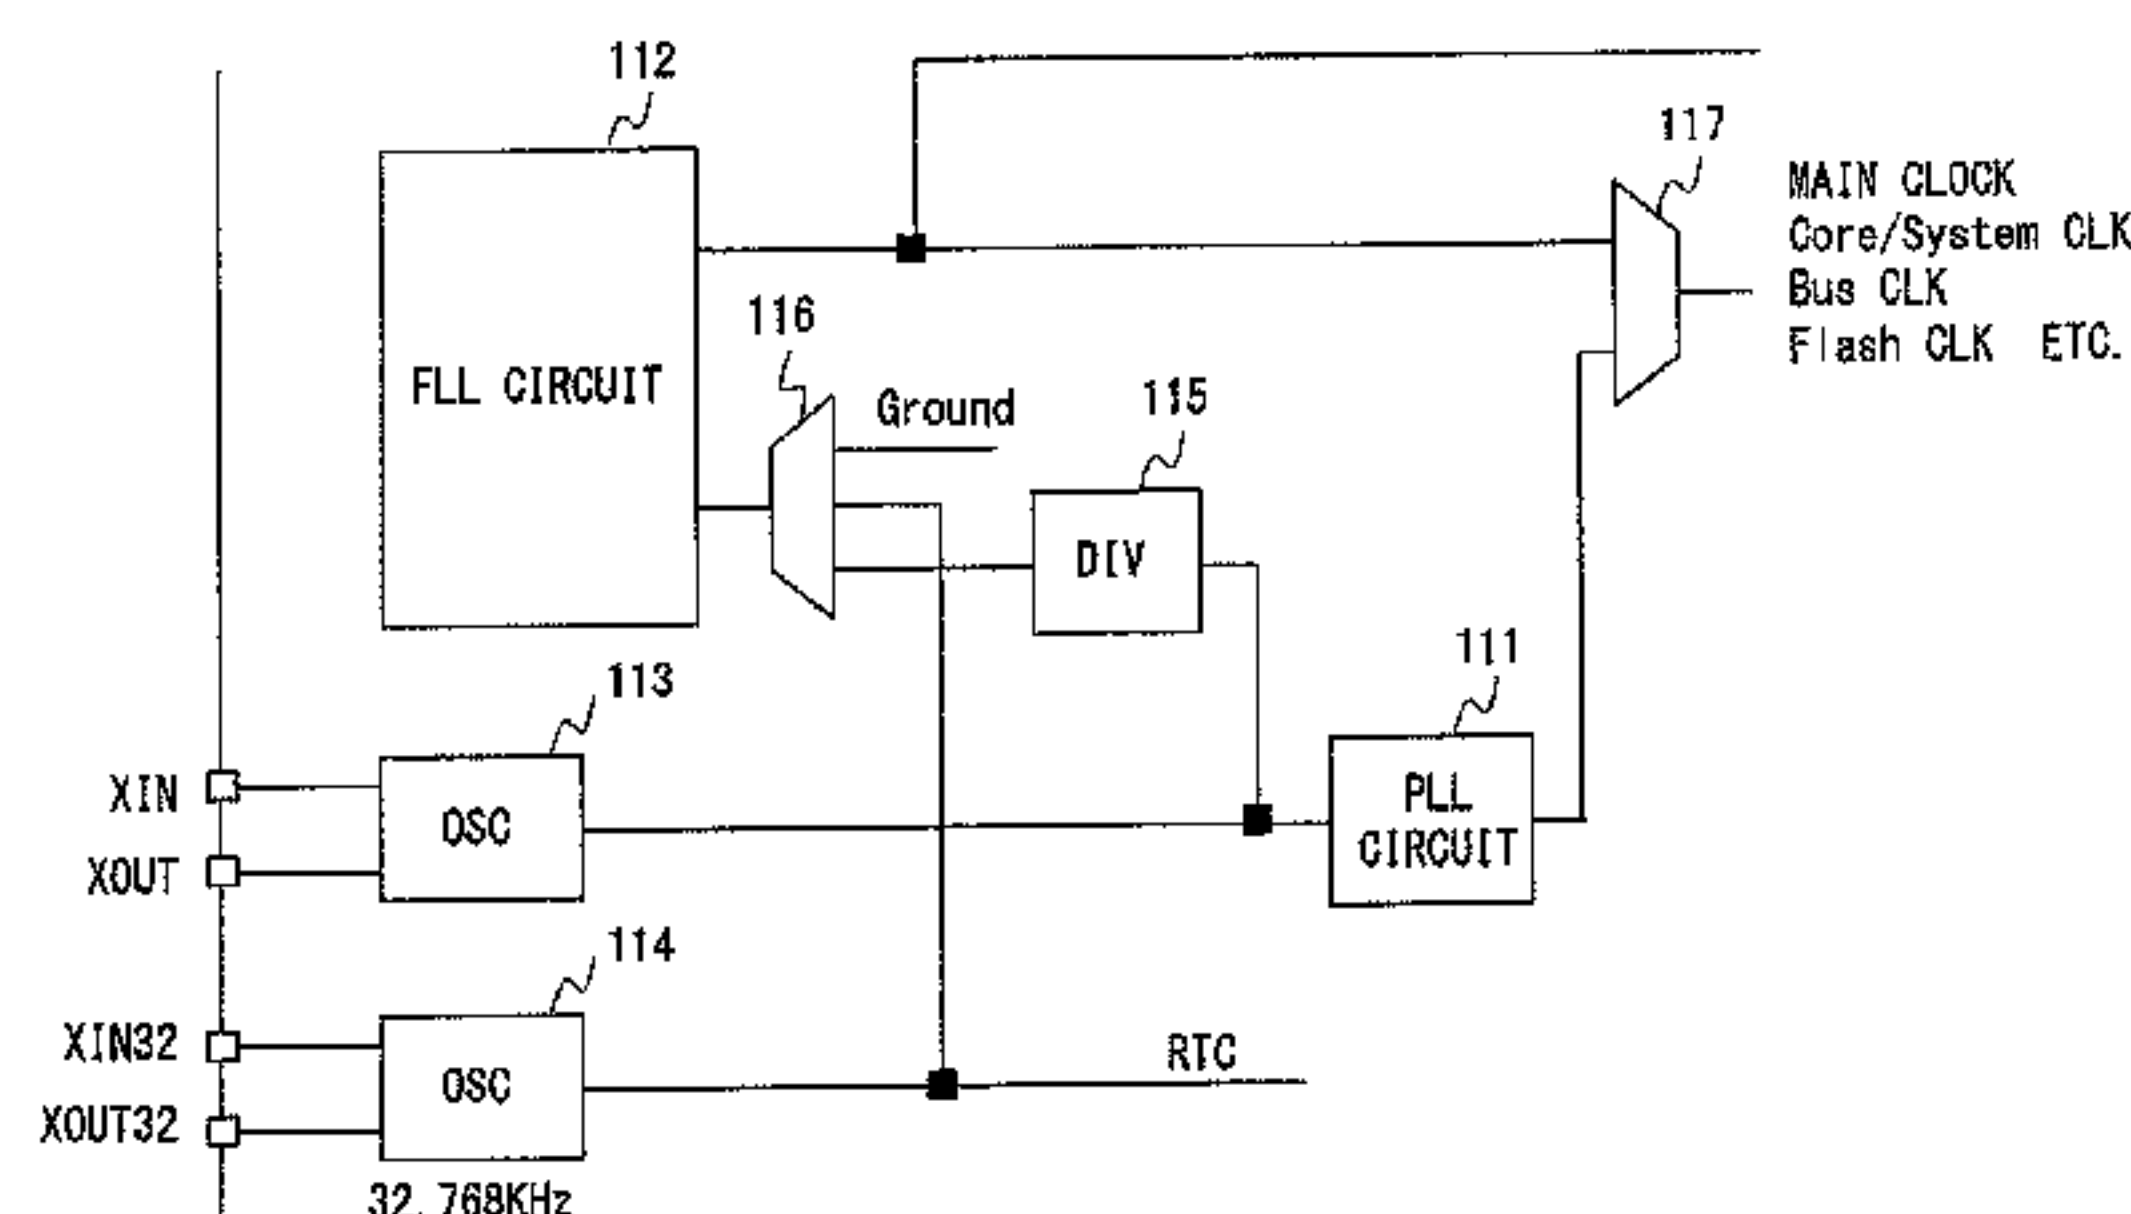 112
117
MAIN CLOCK
Core/System CLK
Bus CLK
Flash CLK ETC.
116
Ground
115
FLL CIRCUIT
DIV
111
113
PLL
CIRCUIT
XIN
OSC
XOUT
114
XIN32
RTC
OSC
XOUT32
32.768KHz